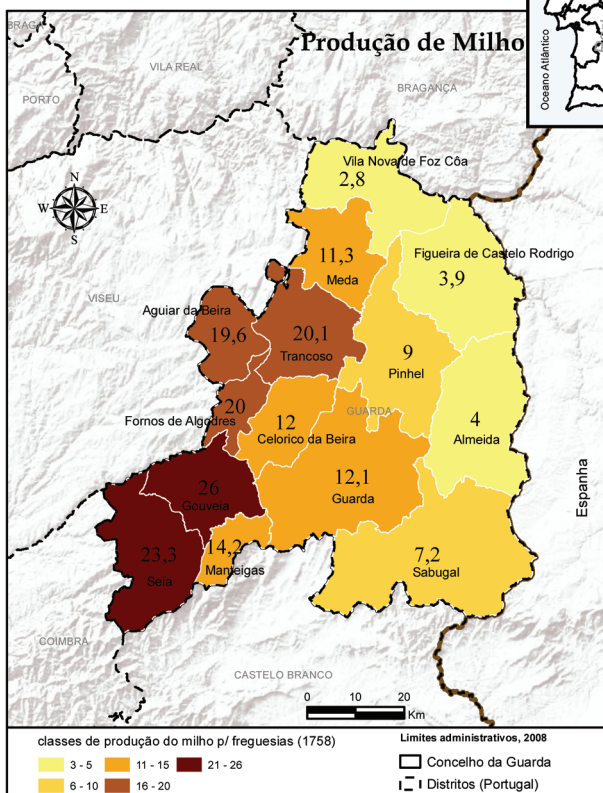 BRAG
Produção de Milho
Oceano Atlântico
VILA REAL
BRAGANÇA
PORTO
Vila Nova de Foz Côa
2,8
N
W E
S
11,3
Meda
Figueira de Castelo Rodrigo
3,9
VISEU
Aguiar da Beira
19,6
20,1
Trancoso
9
Pinhel
20
Fornos de Algodres
12
Celorico da Beira
GUARDA
4
Almeida
Espanha
26
Gouveia
12,1
Guarda
23,3
Seia
14,2
Manteigas
7,2
Sabugal
COIMBRA
CASTELO BRANCO
0 10 20
Km
classes de produção do milho p/ freguesias (1758)
3 - 5
11 - 15
21 - 26
6 - 10
16 - 20
Limites administrativos, 2008
Concelho da Guarda
Distritos (Portugal)